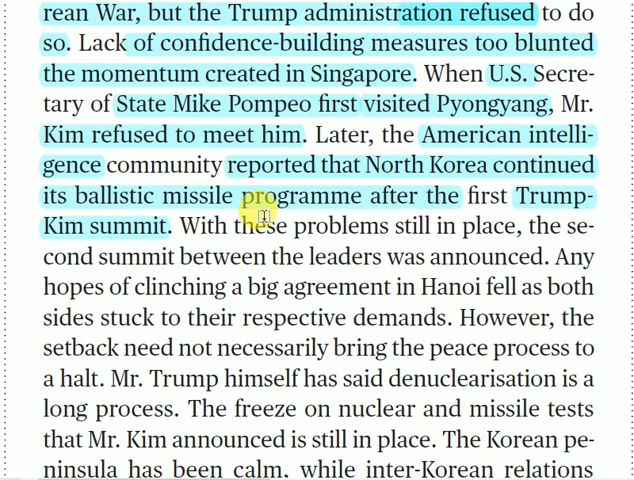 rean War, but the Trump administration refused to do
so. Lack of confidence-building measures too blunted
the momentum created in Singapore. When U.S. Secre-
tary of State Mike Pompeo first visited Pyongyang, Mr.
Kim refused to meet him. Later, the American intelli-
gence community reported that North Korea continued
its ballistic missile programme after the first Trump-
Kim summit. With these problems still in place, the se-
cond summit between the leaders was announced. Any
hopes of clinching a big agreement in Hanoi fell as both
sides stuck to their respective demands. However, the
setback need not necessarily bring the peace process to
a halt. Mr. Trump himself has said denuclearisation is a
long process. The freeze on nuclear and missile tests
that Mr. Kim announced is still in place. The Korean pe-
ninsula has been calm, while inter-Korean relations